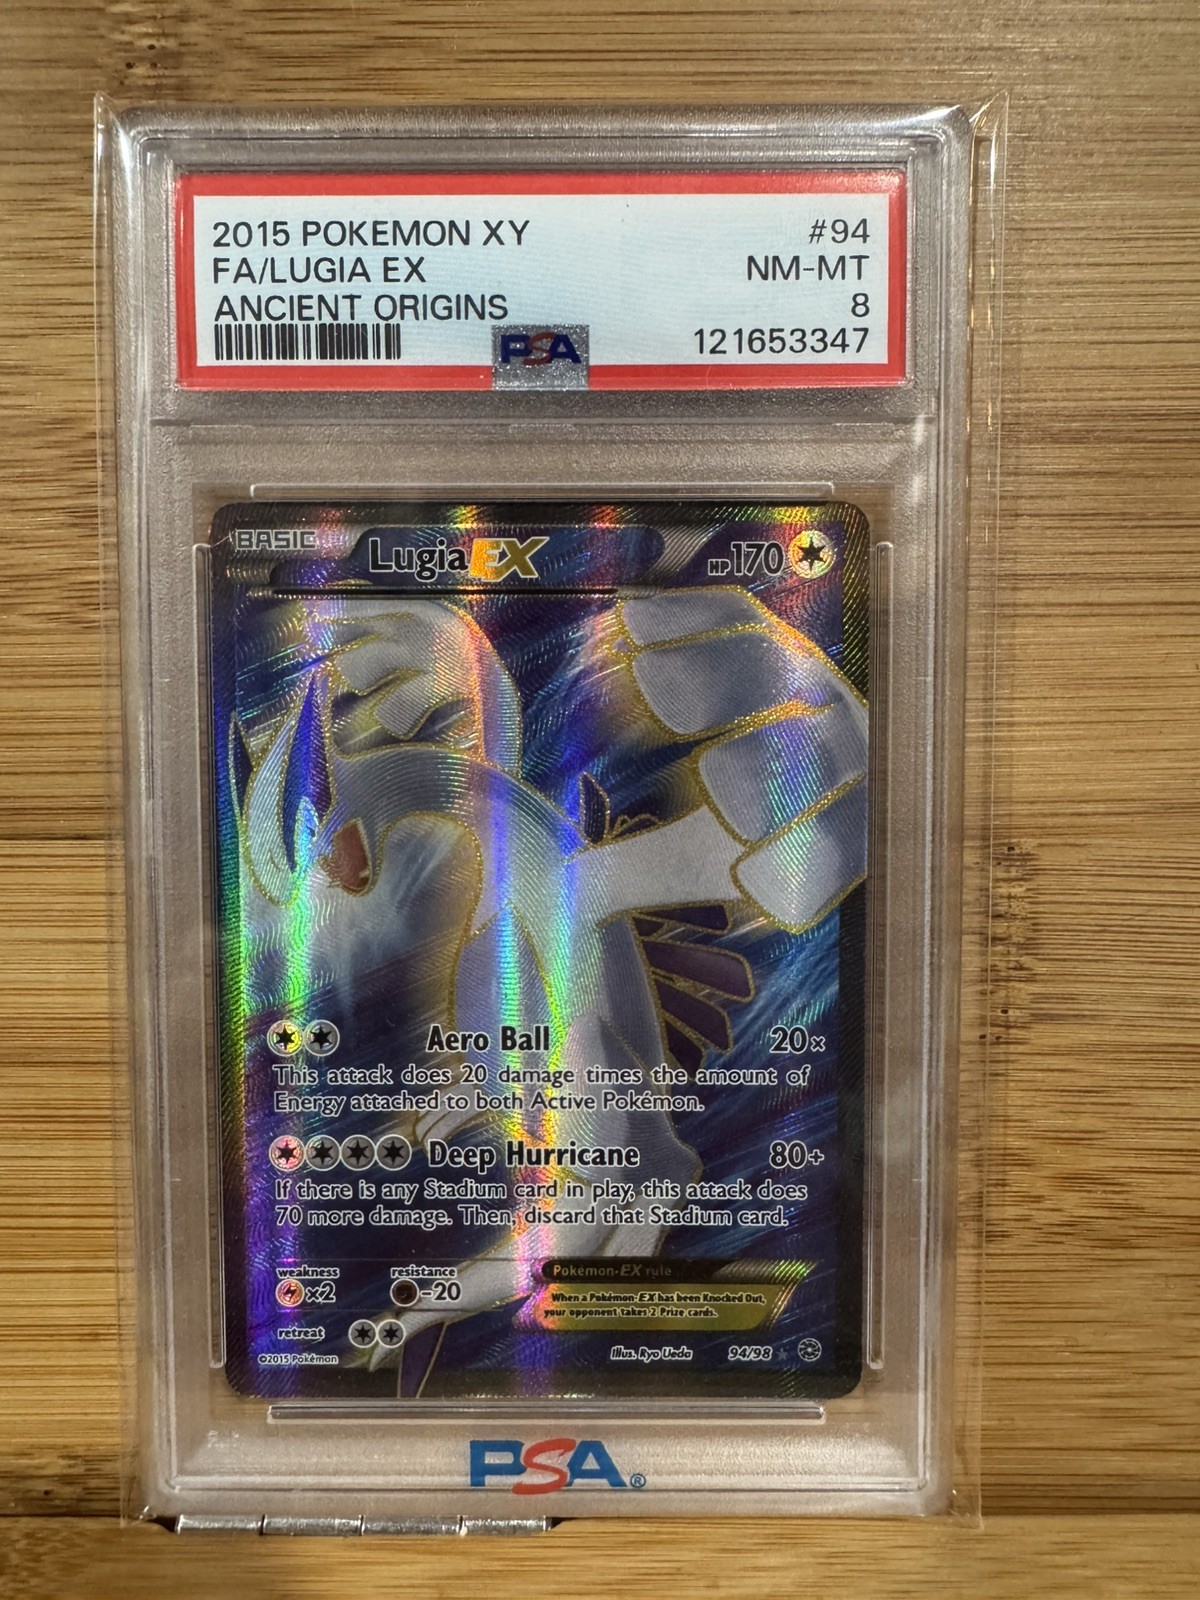 2015 POKEMON XY #94
FA/LUGIA EX NM-MT
ANCIENT ORIGINS 8
PSA 121653347
BASIC LugiaEX HP170
Aero Ball 20x
This attack does 20 damage times the amount of
Energy attached to both Active Pokémon.
Deep Hurricane 80+
If there is any Stadium card in play, this attack does
70 more damage. Then, discard that Stadium card.
weakness resistance Pokémon-EX rule
x2 -20
When a Pokémon-EX has been Knocked Out,
your opponent takes 2 Prize cards.
retreat
©2015 Pokémon Illus. Ryo Ueda 94/98
PSA®